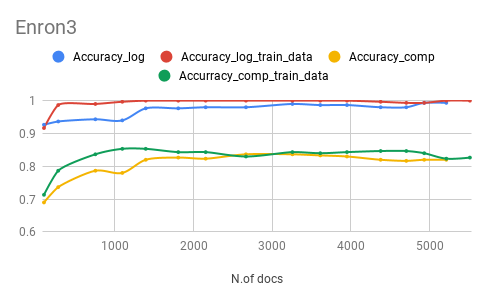 Enron3
Accuracy_log
Accuracy_log_train_data
Accuracy_comp
Accurracy_comp_train_data
1
0.9
0.8
0.7
0.6
1000
2000
3000
4000
5000
N.of docs